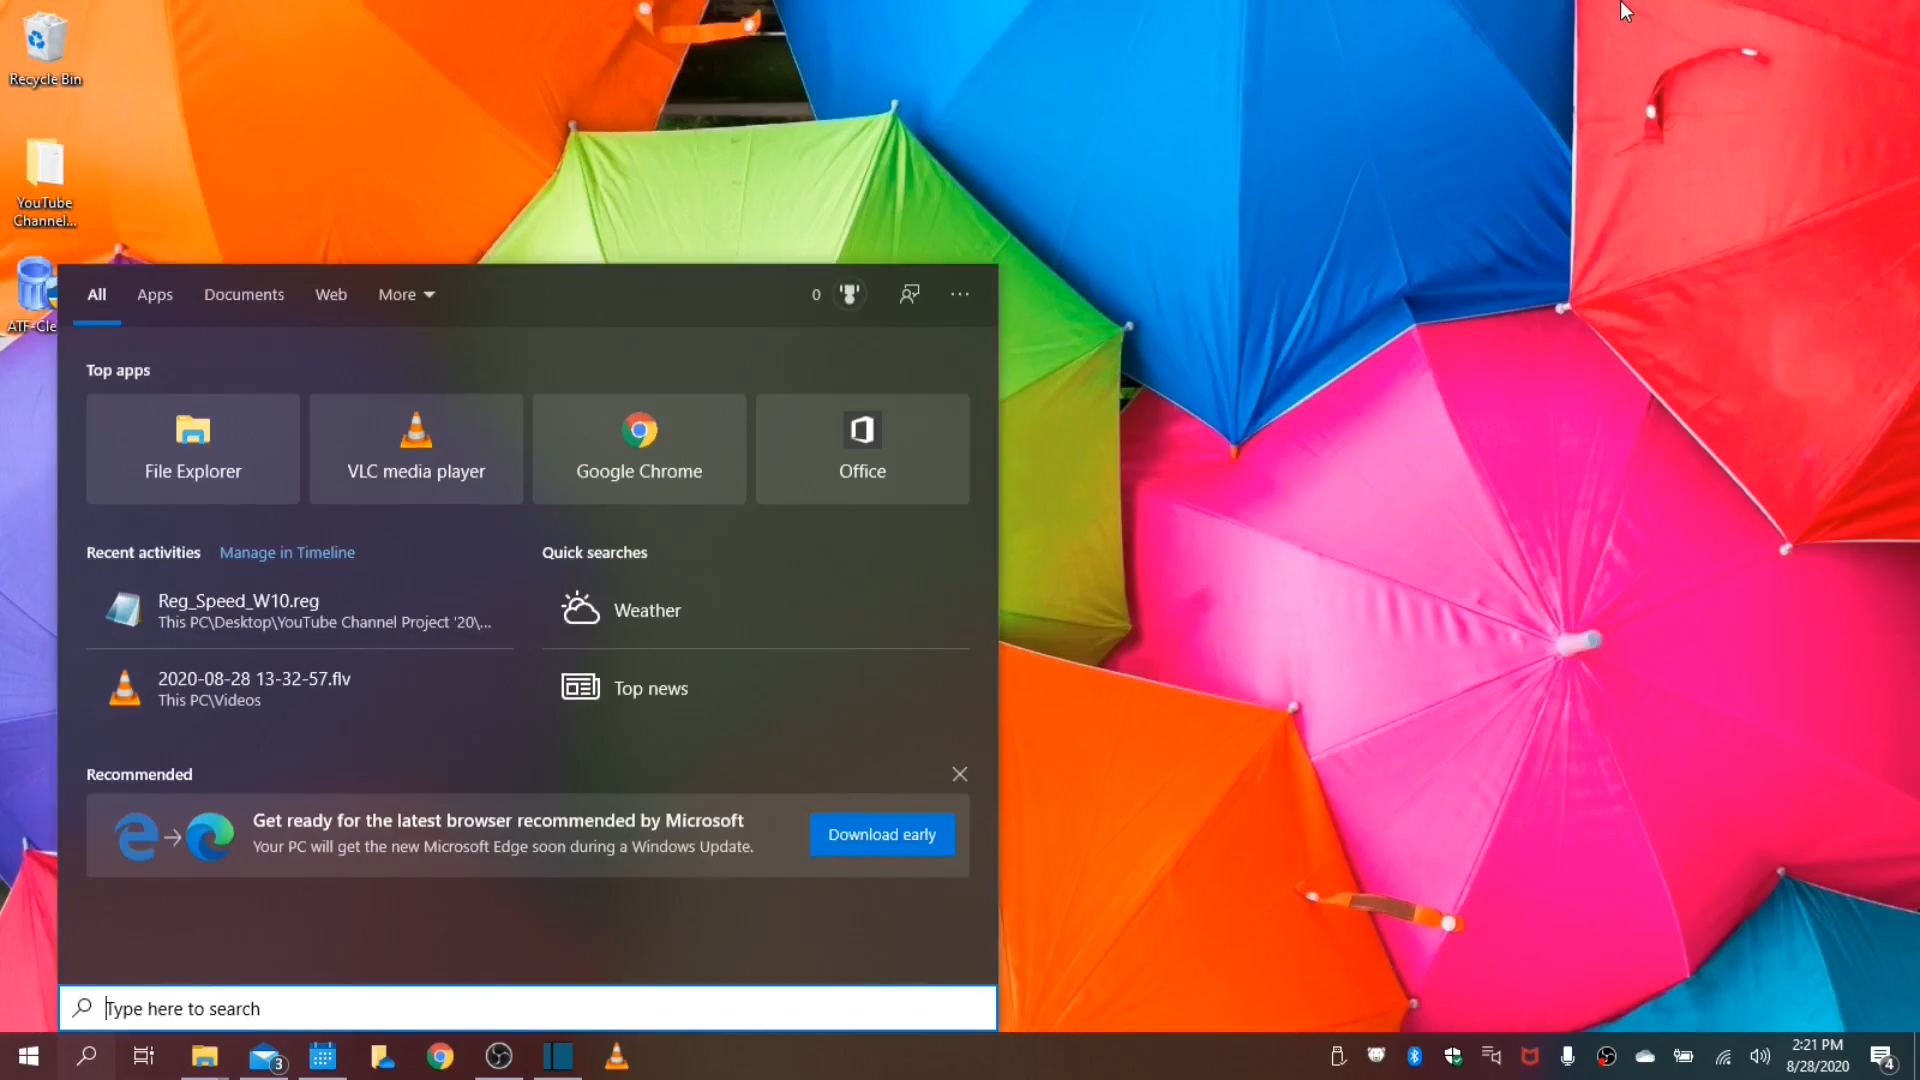 Recycle Bin
YouTube
Channel...
ATF-Cle
All Apps Documents Web More 0 ...
Top apps
File Explorer VLC media player Google Chrome Office
Recent activities Manage in Timeline Quick searches
Reg_Speed_W10.reg
This PC\Desktop\YouTube Channel Project '20\...
Weather
2020-08-28 13-32-57.flv
This PC\Videos
Top news
Recommended
Get ready for the latest browser recommended by Microsoft
Your PC will get the new Microsoft Edge soon during a Windows Update.
Download early
Type here to search
3
2:21 PM
8/28/2020
4